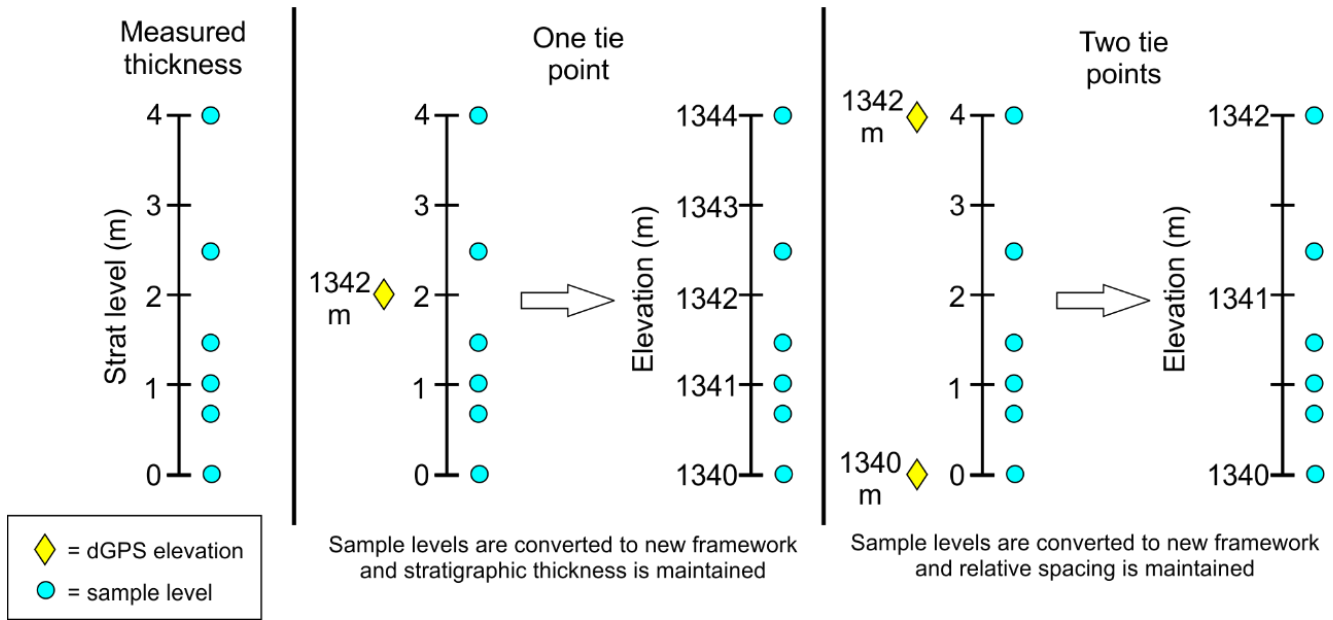 Measured
thickness
4
3
2
1
0
Strat level (m)
= dGPS elevation
= sample level
One tie
point
1342
m
4
3
2
1
0
Elevation (m)
1344
1343
1342
1341
1340
Sample levels are converted to new framework
and stratigraphic thickness is maintained
Two tie
points
1342
m
1340
m
4
3
2
1
0
Elevation (m)
1342
1341
1340
Sample levels are converted to new framework
and relative spacing is maintained